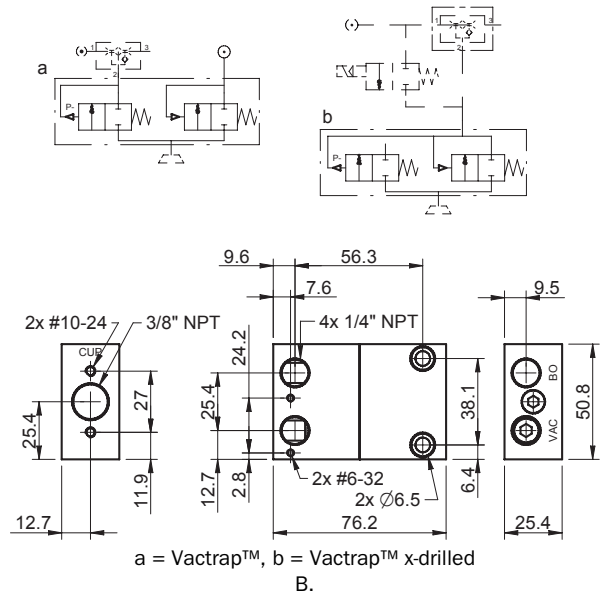 1
3
2
a
P-
1
3
2
b
P-
9.6
56.3
7.6
9.5
2x #10-24
3/8" NPT
4x 1/4" NPT
CUP
24.2
BO
25.4
27
25.4
38.1
VAC
50.8
11.9
12.7
2.8
2x #6-32
2x Ø6.5
6.4
12.7
76.2
25.4
a = Vactrap™, b = Vactrap™ x-drilled
B.